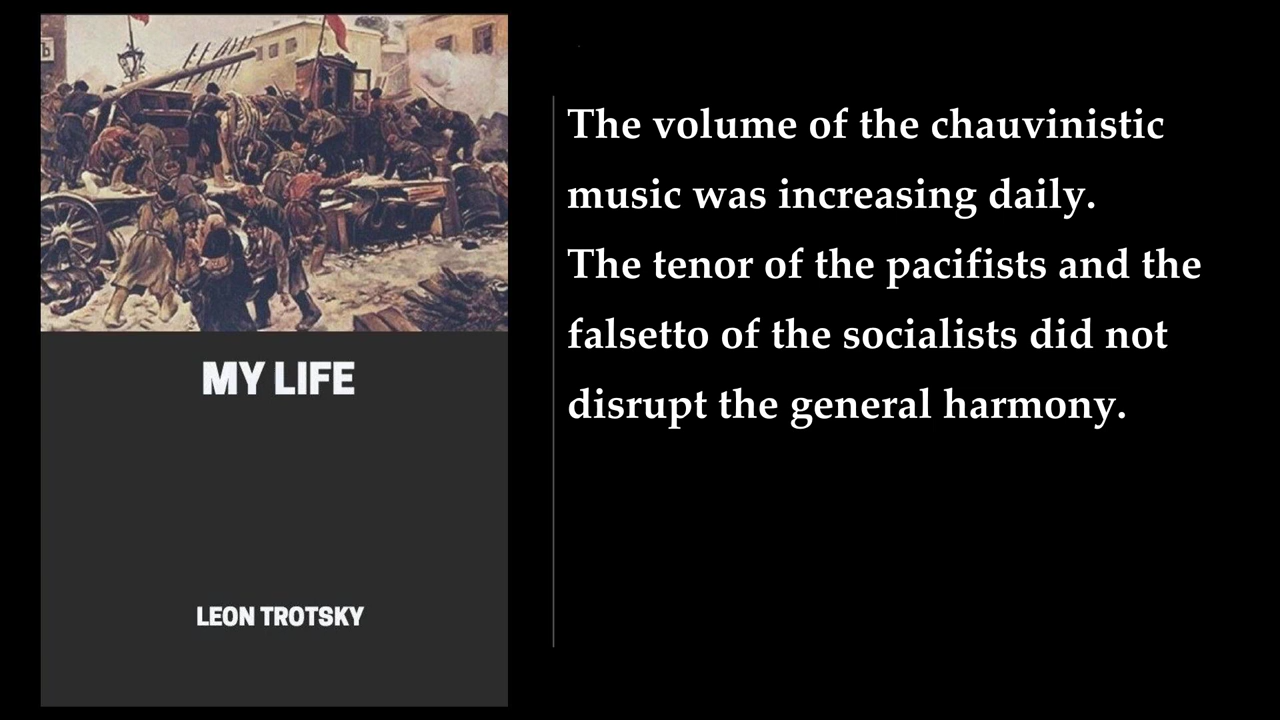 MY LIFE
LEON TROTSKY
The volume of the chauvinistic
music was increasing daily.
The tenor of the pacifists and the
falsetto of the socialists did not
disrupt the general harmony.